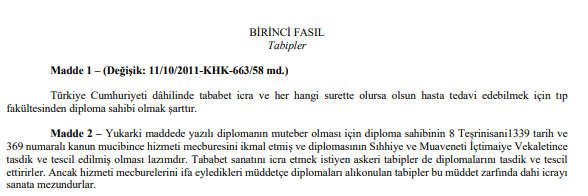 BİRİNCİ FASIL
Tabipler
Madde 1 – (Değişik: 11/10/2011-KHK-663/58 md.)
Türkiye Cumhuriyeti dâhilinde tababet icra ve her hangi surette olursa olsun hasta tedavi edebilmek için tıp
fakültesinden diploma sahibi olmak şarttır.
Madde 2 – Yukarki maddede yazılı diplomanın muteber olması için diploma sahibinin 8 Teşrinisani1339 tarih ve
369 numaralı kanun mucibince hizmeti mecburesini ikmal etmiş ve diplomasının Sıhhiye ve Muaveneti İçtimaiye Vekaletince
tasdik ve tescil edilmiş olması lazımdır. Tababet sanatını icra etmek istiyen askeri tabipler de diplomalarını tasdik ve tescil
ettirirler. Ancak hizmeti mecburelerini ifa eyledikleri müddetçe diplomaları alıkonulan tabipler bu müddet zarfında dahi icrayı
sanata mezundurlar.